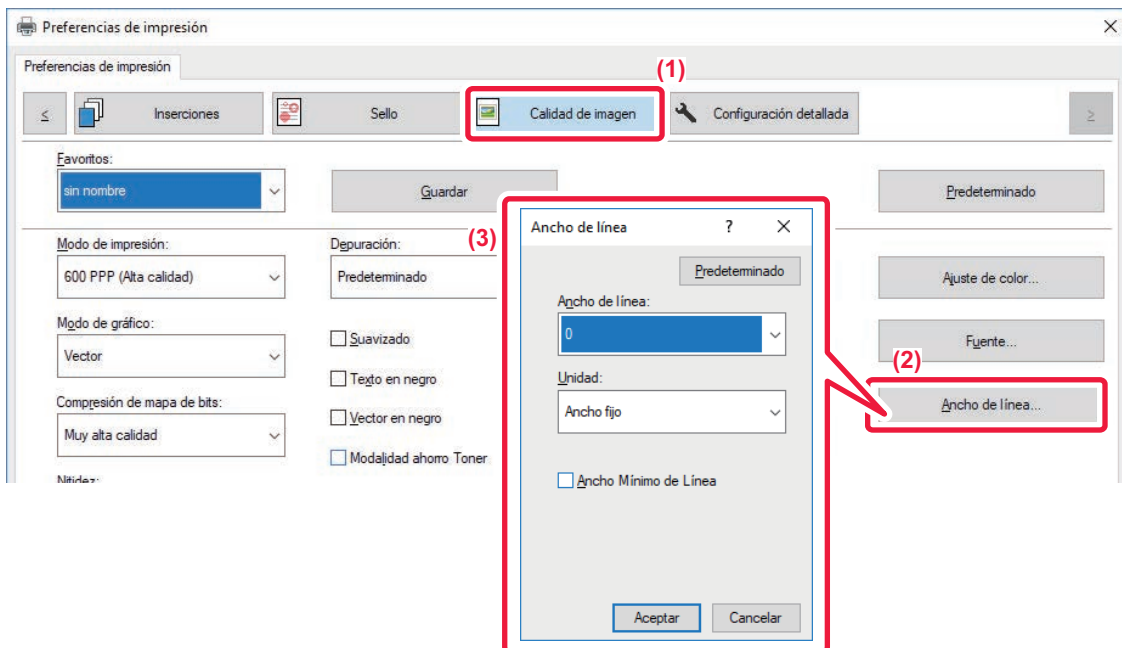 Preferencias de impresión
Preferencias de impresión
(1)
≤
Inserciones
Sello
Calidad de imagen
Configuración detallada
≥
Favoritos:
sin nombre
Guardar
Predeterminado
Modo de impresión:
600 PPP (Alta calidad)
Depuración:
Predeterminado
Ajuste de color...
Modo de gráfico:
Vector
Suavizado
Texto en negro
Fuente...
Compresión de mapa de bits:
Muy alta calidad
Vector en negro
Modalidad ahorro Toner
(2)
Ancho de línea...
Nitidez:
(3)
Ancho de línea
?
Predeterminado
Ancho de línea:
0
Unidad:
Ancho fijo
Ancho Mínimo de Línea
Aceptar
Cancelar